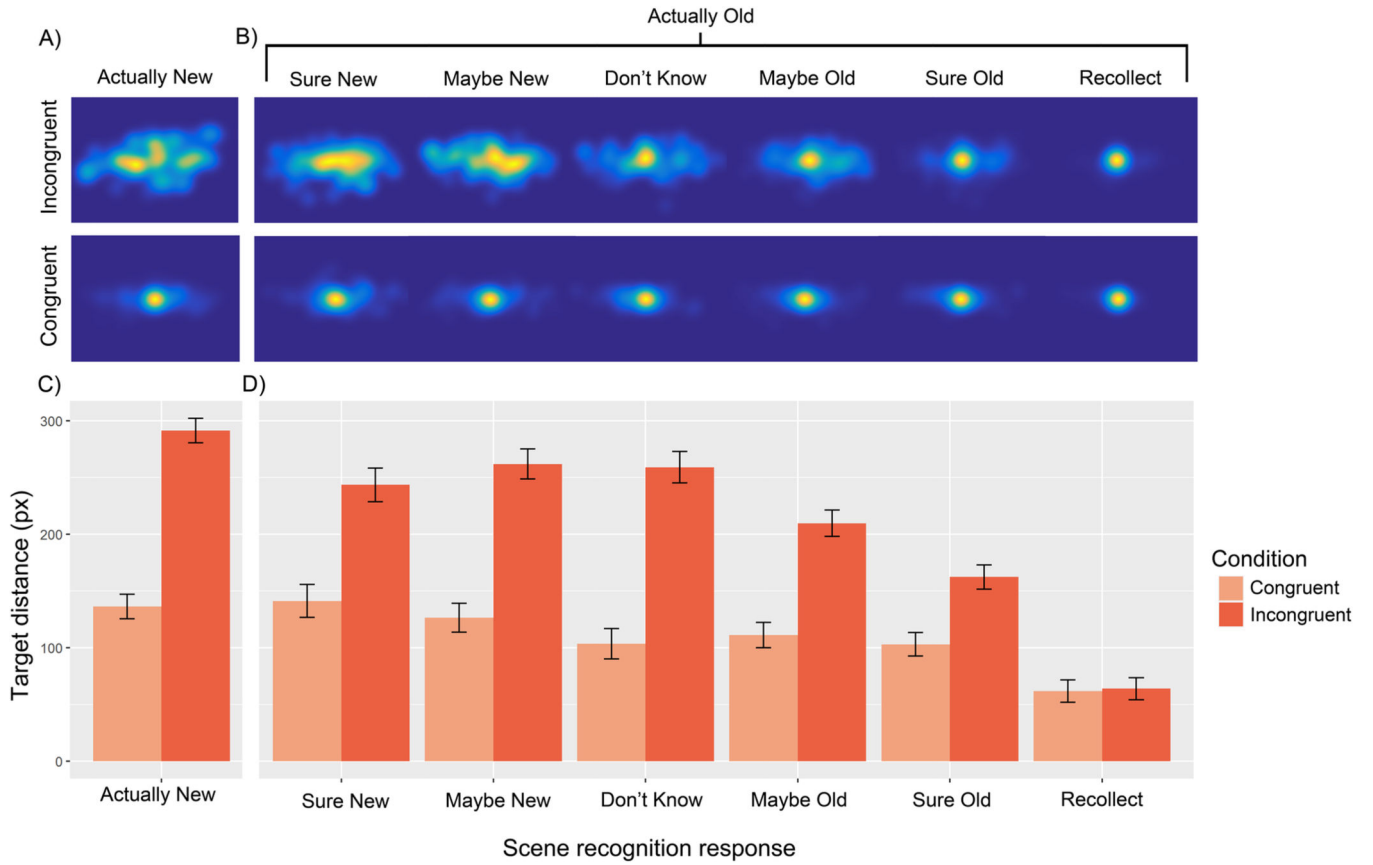 Actually Old
A) B)
Actually New Sure New Maybe New Don't Know Maybe Old Sure Old Recollect
Incongruent
Congruent
C) D)
300
200
100
0
Target distance (px)
Condition
Congruent
Incongruent
Actually New Sure New Maybe New Don't Know Maybe Old Sure Old Recollect
Scene recognition response